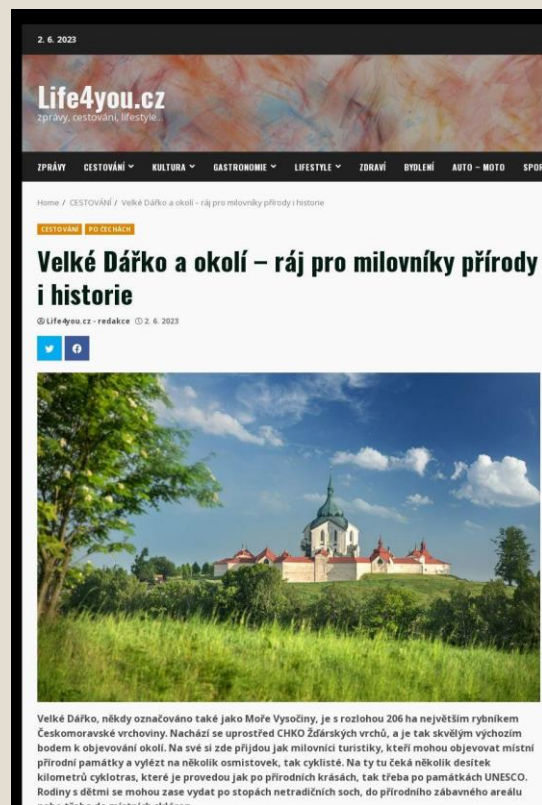 2. 6. 2023
Life4you.cz
zprávy, cestování, lifestyle...
ZPRÁVY CESTOVÁNÍ KULTURA GASTRONOMIE LIFESTYLE ZDRAVÍ BYDLENÍ AUTO – MOTO SPOR
Home / CESTOVÁNÍ / Velké Dářko a okolí – ráj pro milovníky přírody i historie
CESTOVÁNÍ PO ČECHÁCH
Velké Dářko a okolí – ráj pro milovníky přírody
i historie
Life4you.cz - redakce 2. 6. 2023
Velké Dářko, někdy označováno také jako Moře Vysočiny, je s rozlohou 206 ha největším rybníkem
Českomoravské vrchoviny. Nachází se uprostřed CHKO Žďárských vrchů, a je tak skvělým výchozím
bodem k objevování okolí. Na své si zde přijdou jak milovníci turistiky, kteří mohou objevovat místní
přírodní památky a vylézt na několik osmistovek, tak cyklisté. Na ty tu čeká několik desítek
kilometrů cyklotras, které je provedou jak po přírodních krásách, tak třeba po památkách UNESCO.
Rodiny s dětmi se mohou zase vydat po stopách netradičních soch, do přírodního zábavného areálu